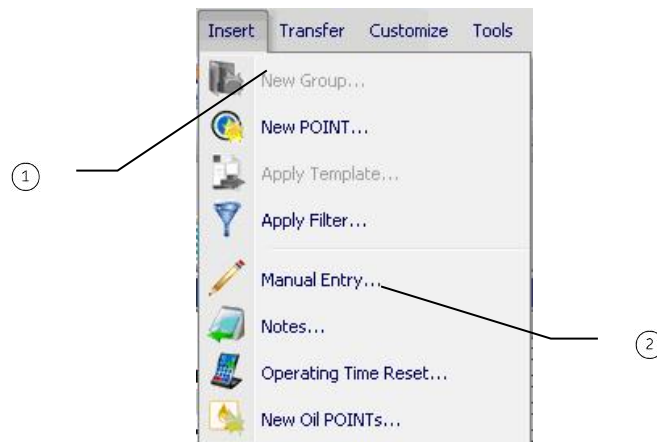 Insert Transfer Customize Tools
New Group...
New POINT...
1
Apply Template...
Apply Filter...
Manual Entry...
Notes...
2
Operating Time Reset...
New Oil POINTs...